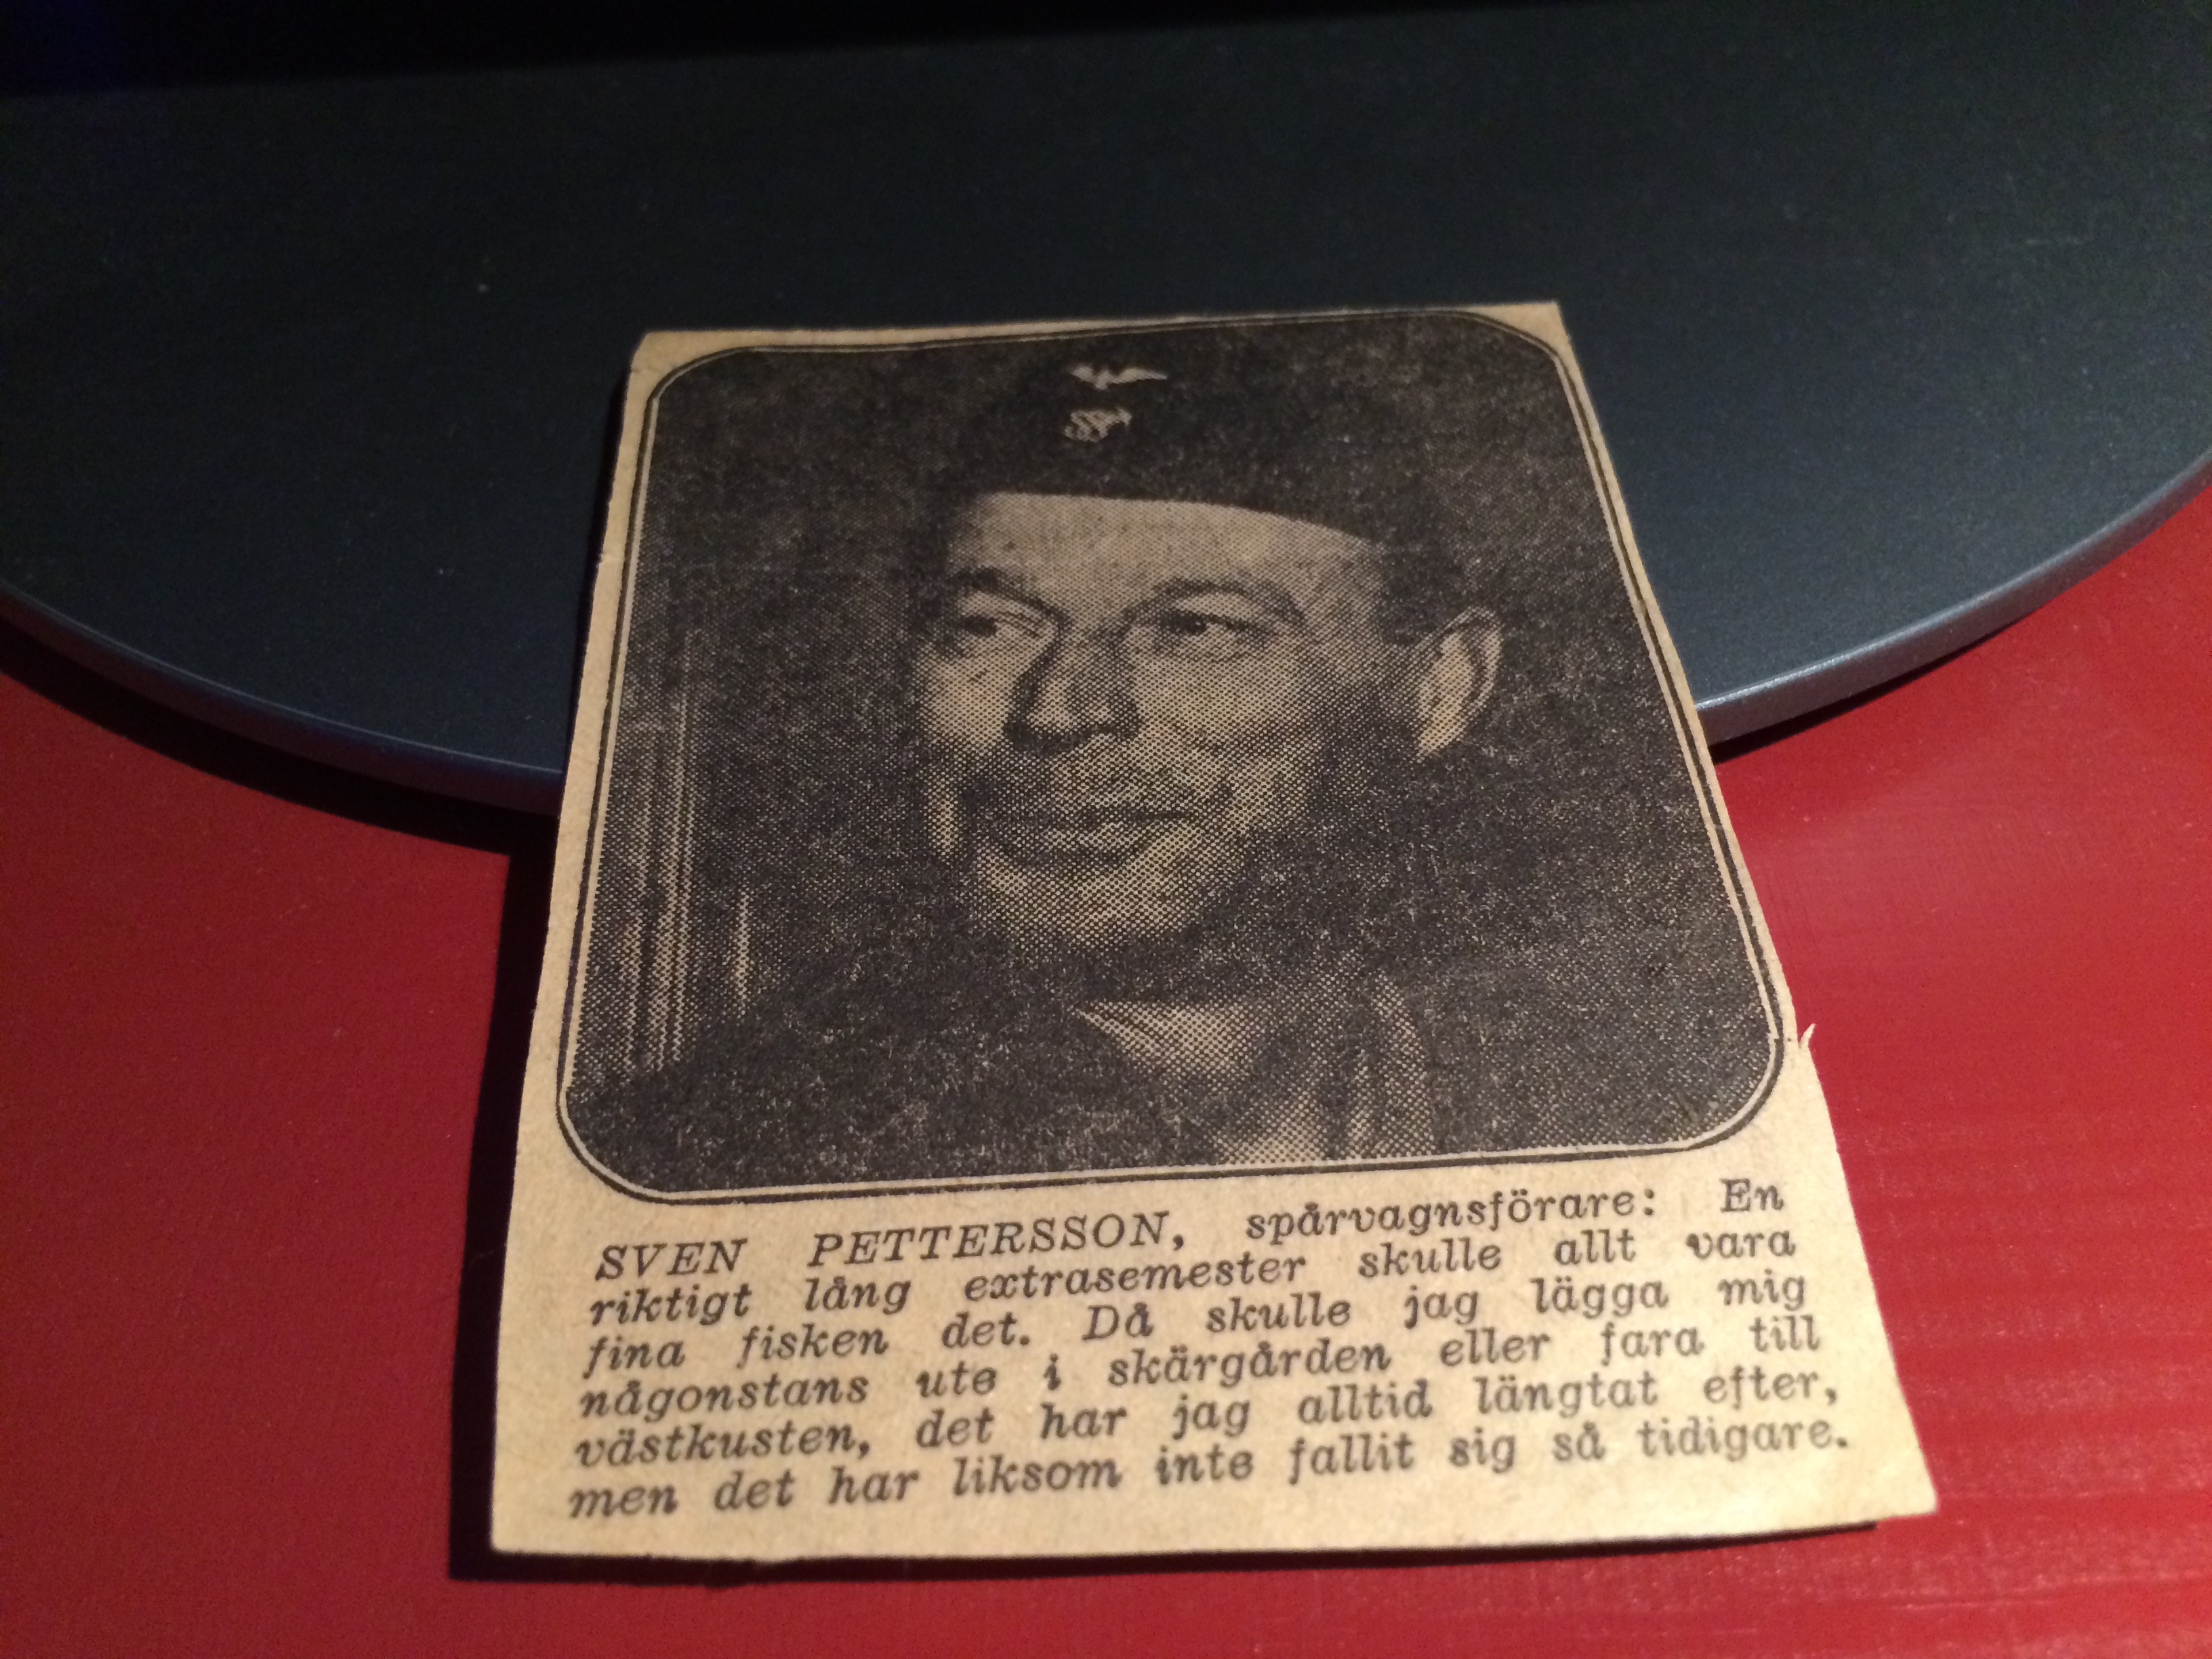 SVEN PETTERSSON, spårvagnsförare: En
riktigt lång extrasemester skulle allt vara
fina fisken det. Då skulle jag lägga mig
någonstans ute i skärgården eller fara till
västkusten, det har jag alltid längtat efter,
men det har liksom inte fallit sig så tidigare.